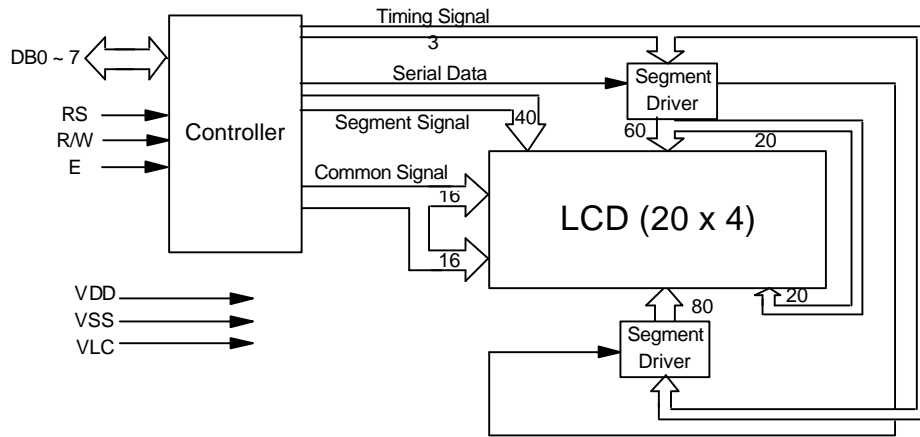 Timing Signal
3
DB0 ~ 7
Serial Data
Segment
Driver
RS
R/W
E
Controller
40
Segment Signal
60
20
Common Signal
16
16
LCD (20 x 4)
VDD
VSS
VLC
20
80
Segment
Driver